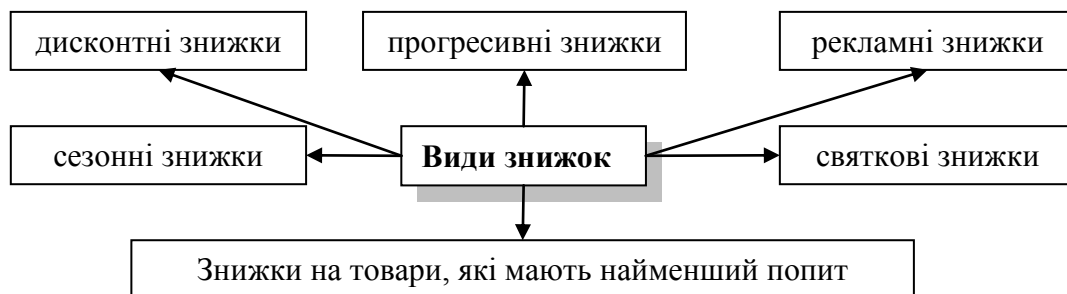 дисконтні знижки
прогресивні знижки
рекламні знижки
сезонні знижки
Види знижок
святкові знижки
Знижки на товари, які мають найменший попит